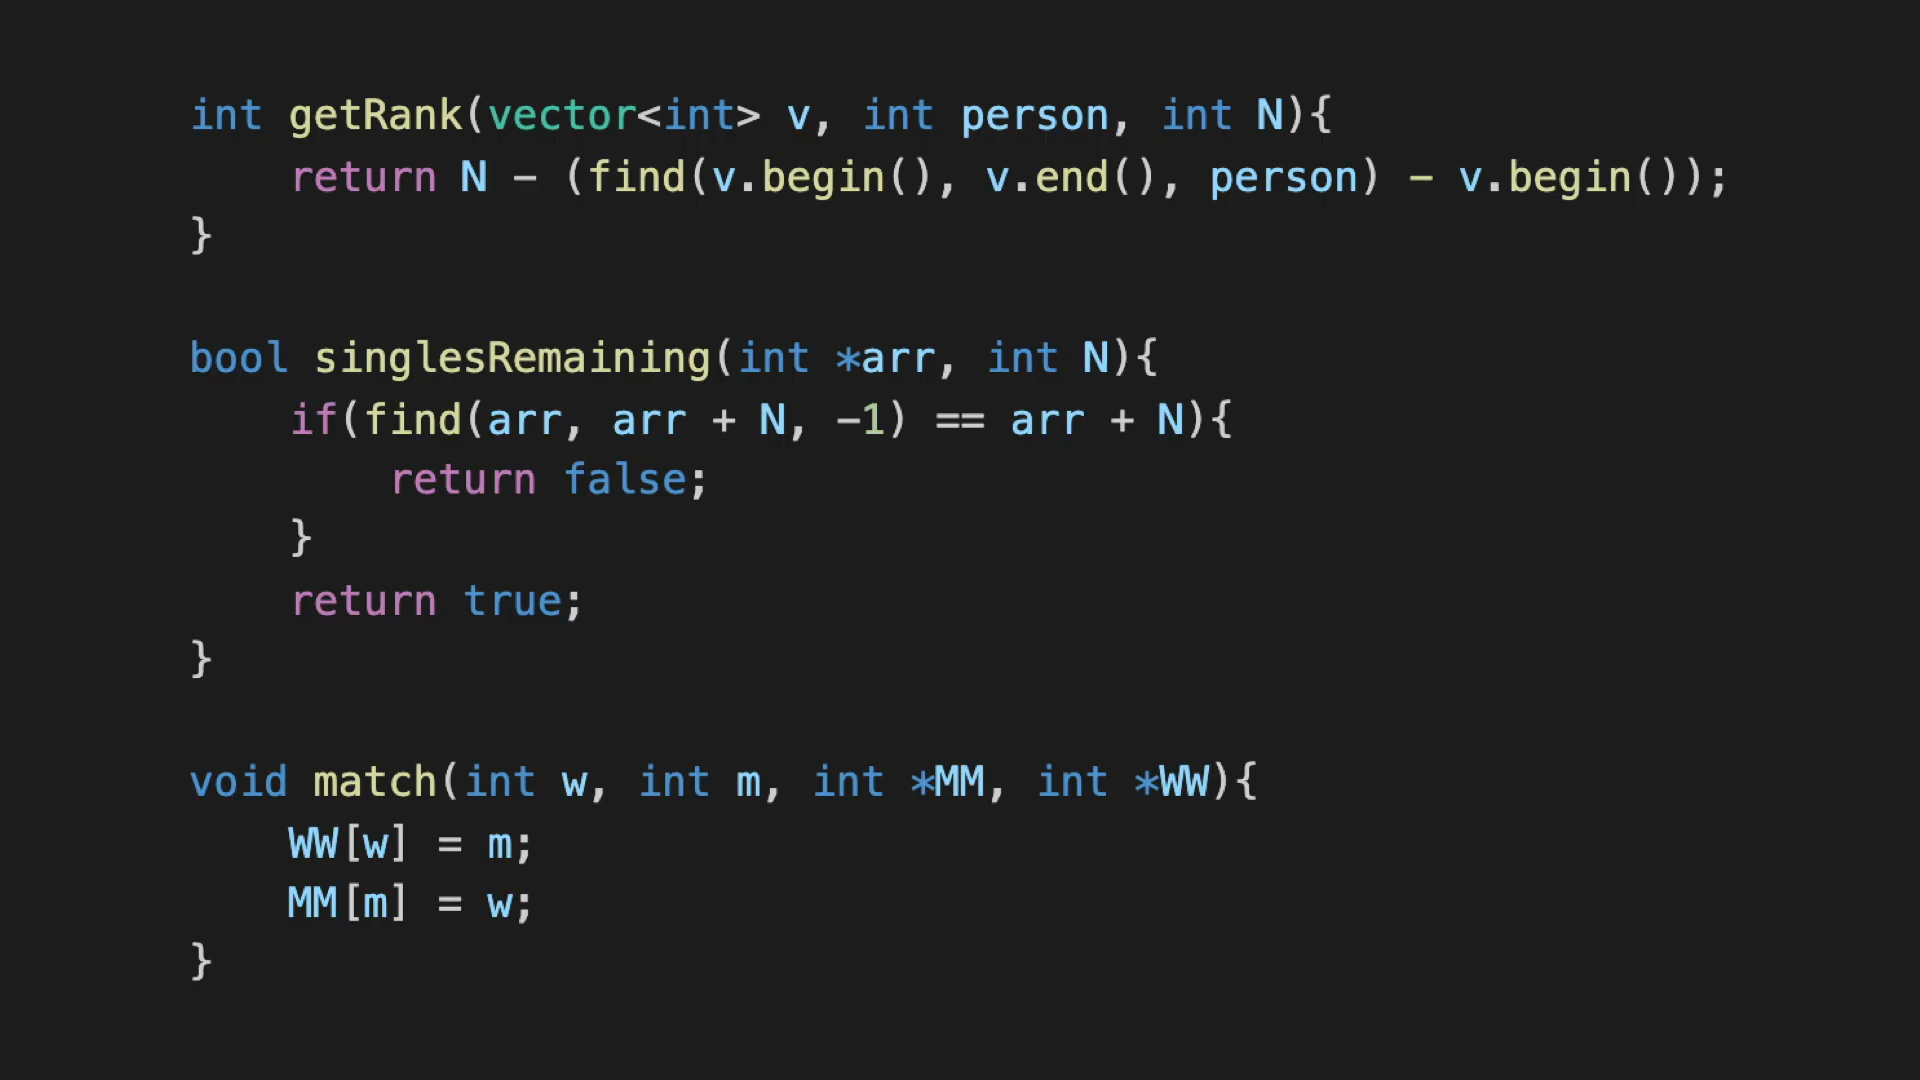 int getRank(vector<int> v, int person, int N){
    return N - (find(v.begin(), v.end(), person) - v.begin());
}

bool singlesRemaining(int *arr, int N){
    if(find(arr, arr + N, -1) == arr + N){
        return false;
    }
    return true;
}

void match(int w, int m, int *MM, int *WW){
    WW[w] = m;
    MM[m] = w;
}